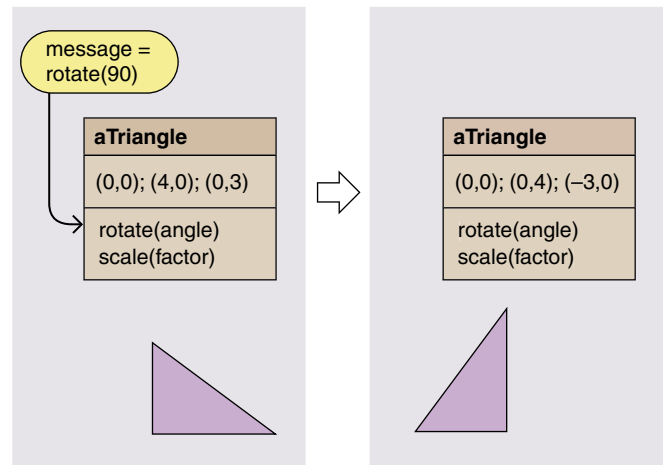 message =
rotate(90)
aTriangle
(0,0); (4,0); (0,3)
rotate(angle)
scale(factor)
aTriangle
(0,0); (0,4); (–3,0)
rotate(angle)
scale(factor)